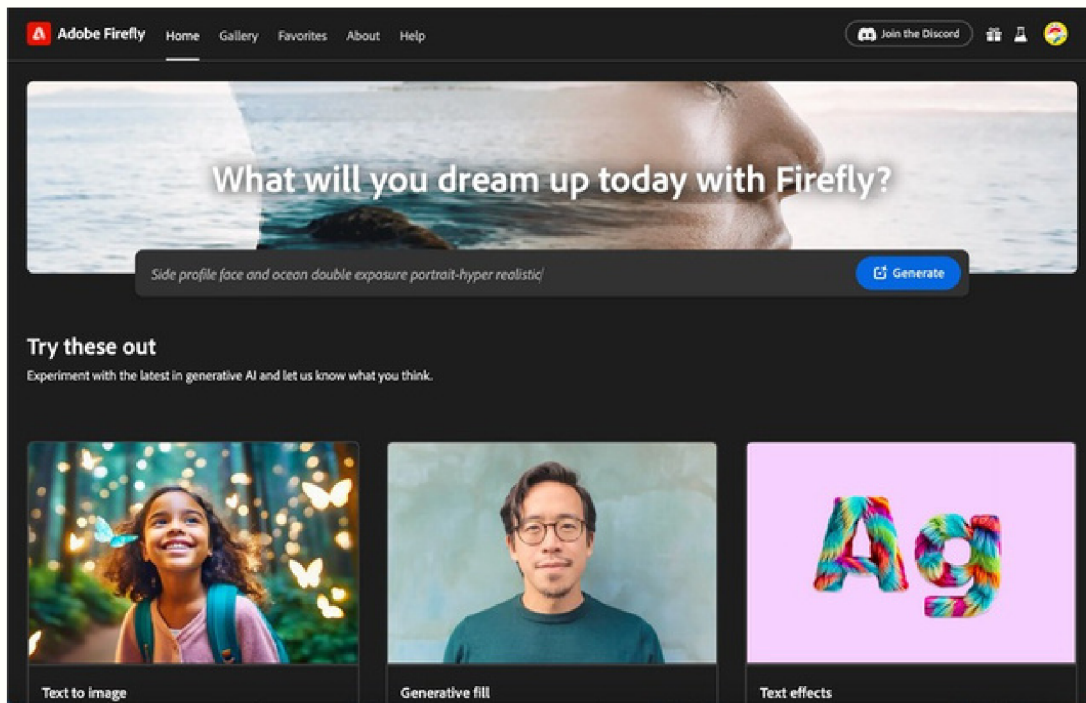 Adobe Firefly Home Gallery Favorites About Help Join the Discord
What will you dream up today with Firefly?
Side profile face and ocean double exposure portrait-hyper realistic Generate
Try these out
Experiment with the latest in generative AI and let us know what you think.
Ag
Text to image Generative fill Text effects